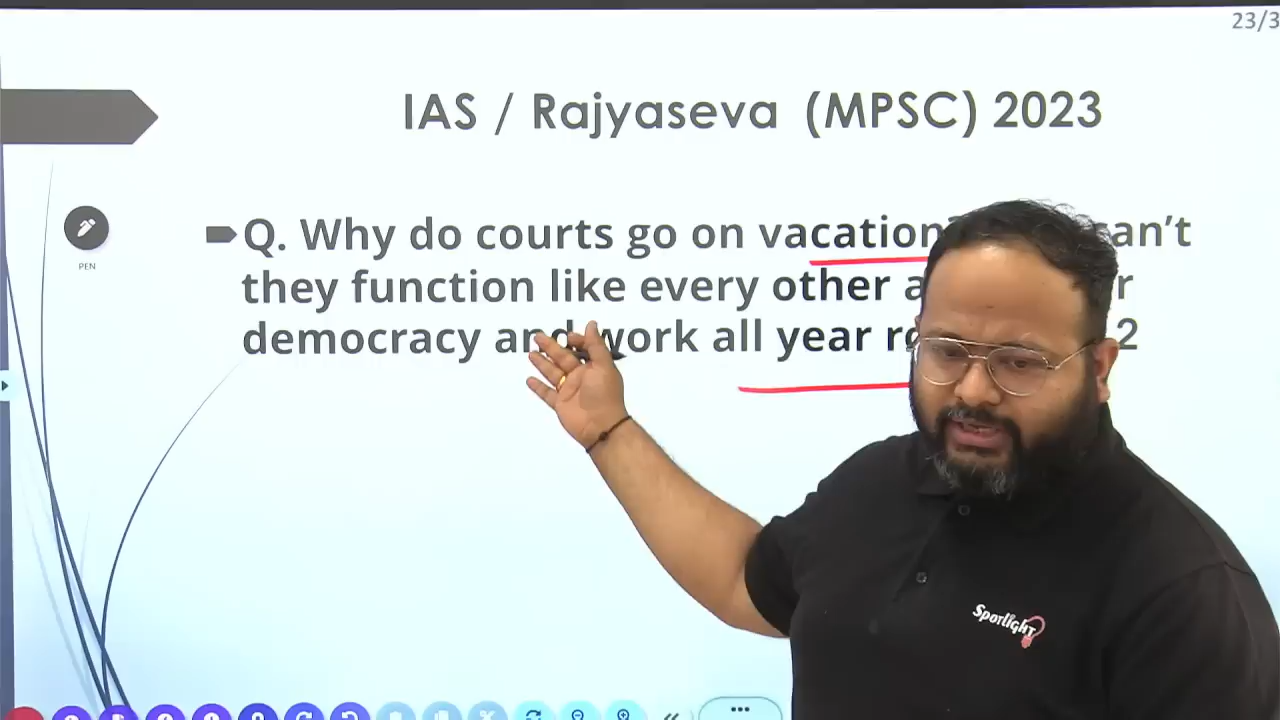 23/3
IAS / Rajyaseva (MPSC) 2023
PEN
Q. Why do courts go on vacation can't
they function like every other
democracy and work all year 2
Spotlight